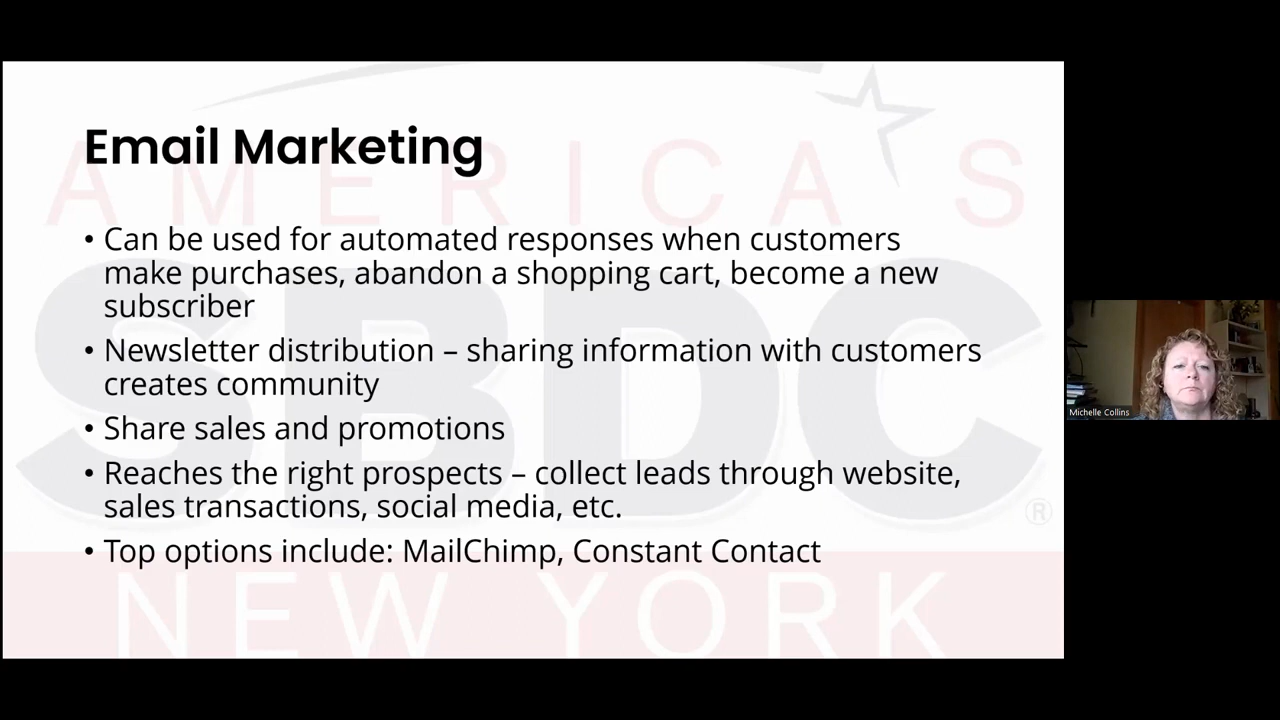 Email Marketing
AMERICA'S
• Can be used for automated responses when customers
make purchases, abandon a shopping cart, become a new
subscriber
• Newsletter distribution – sharing information with customers
creates community
• Share sales and promotions
• Reaches the right prospects – collect leads through website,
sales transactions, social media, etc.
• Top options include: MailChimp, Constant Contact
SBDC®
NEW YORK
Michelle Collins